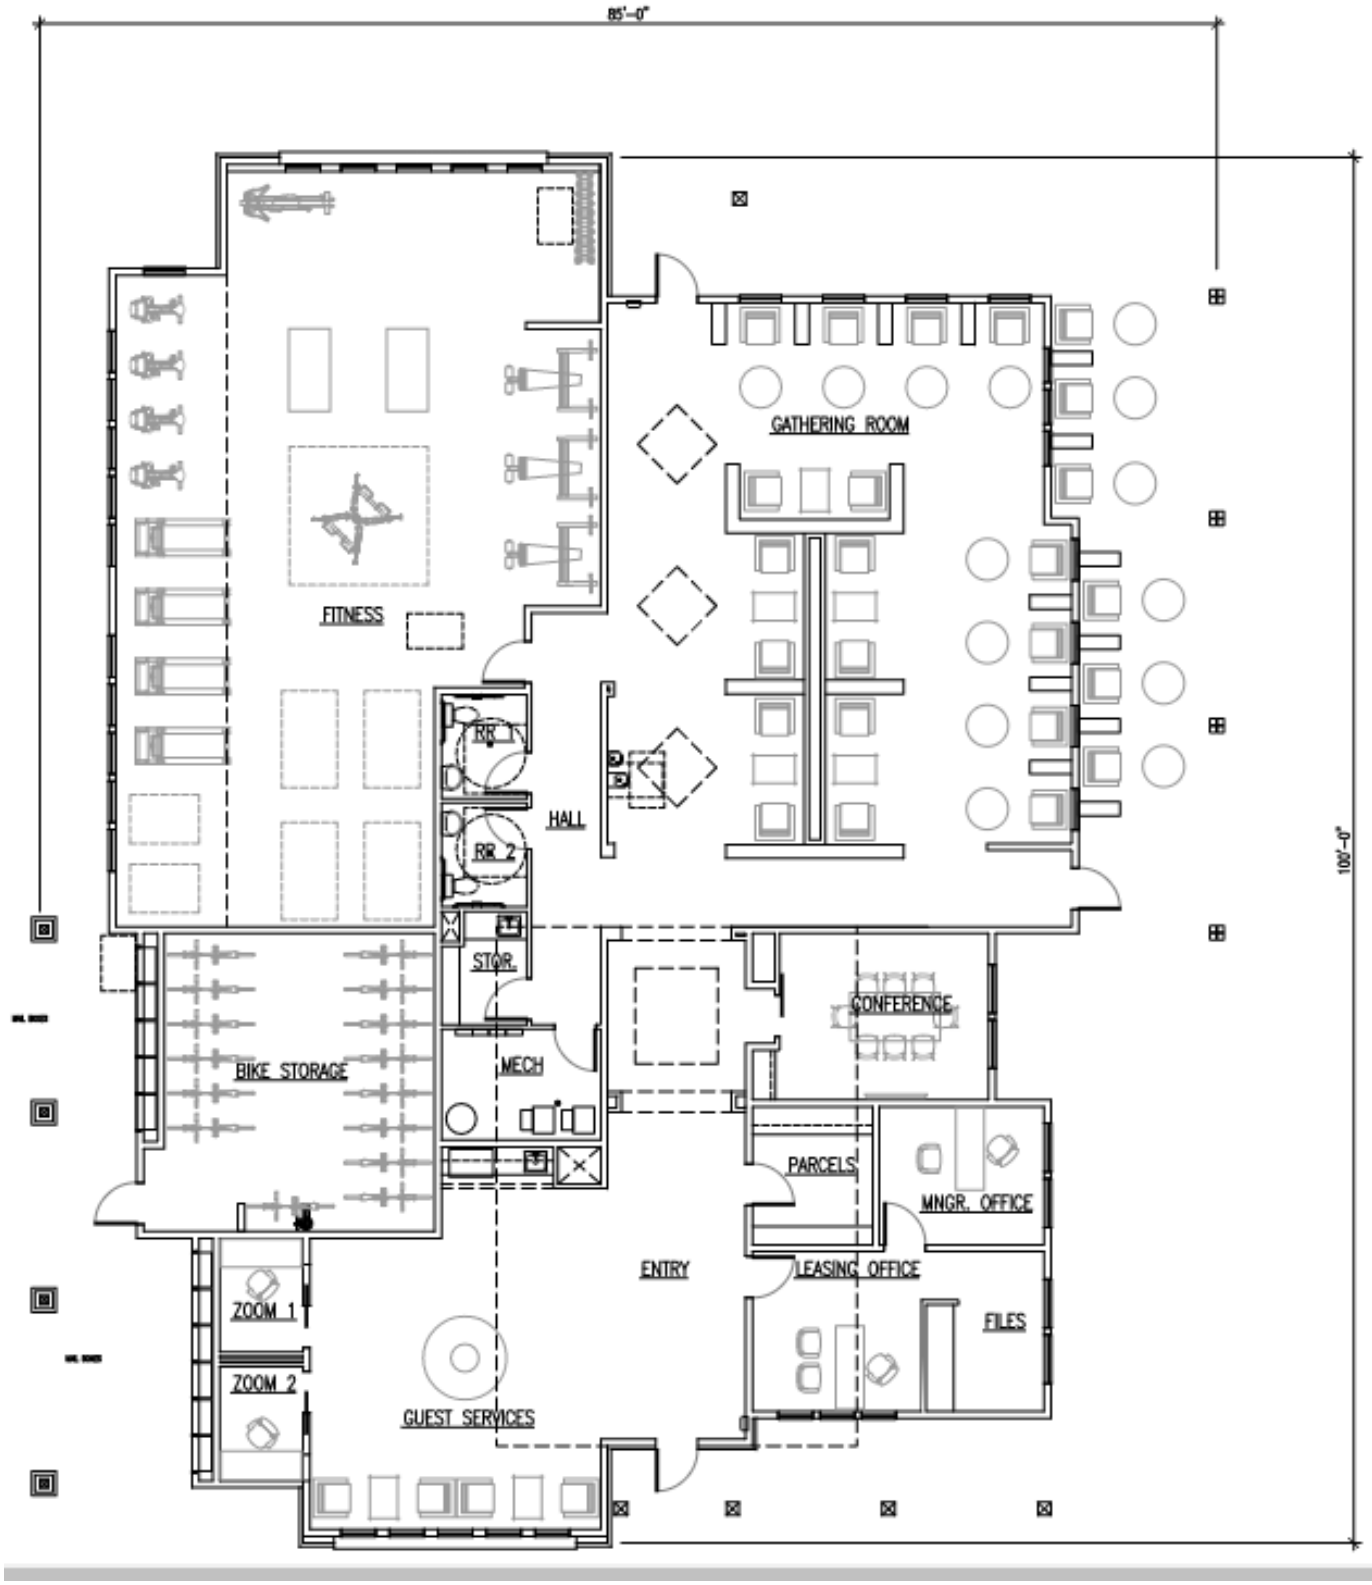 85'-0"
GATHERING ROOM
FITNESS
RR 1
HALL
100'-0"
RR 2
STOR.
CONFERENCE
MECH
BIKE STORAGE
PARCELS
MNGR. OFFICE
ENTRY
LEASING OFFICE
ZOOM 1
FILES
ZOOM 2
GUEST SERVICES